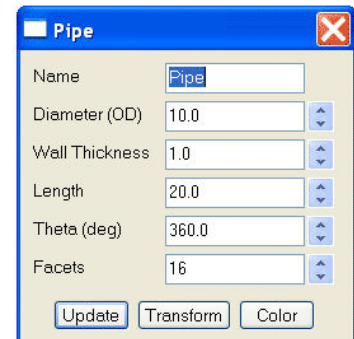 Pipe
Name Pipe
Diameter (OD) 10.0
Wall Thickness 1.0
Length 20.0
Theta (deg) 360.0
Facets 16
Update Transform Color